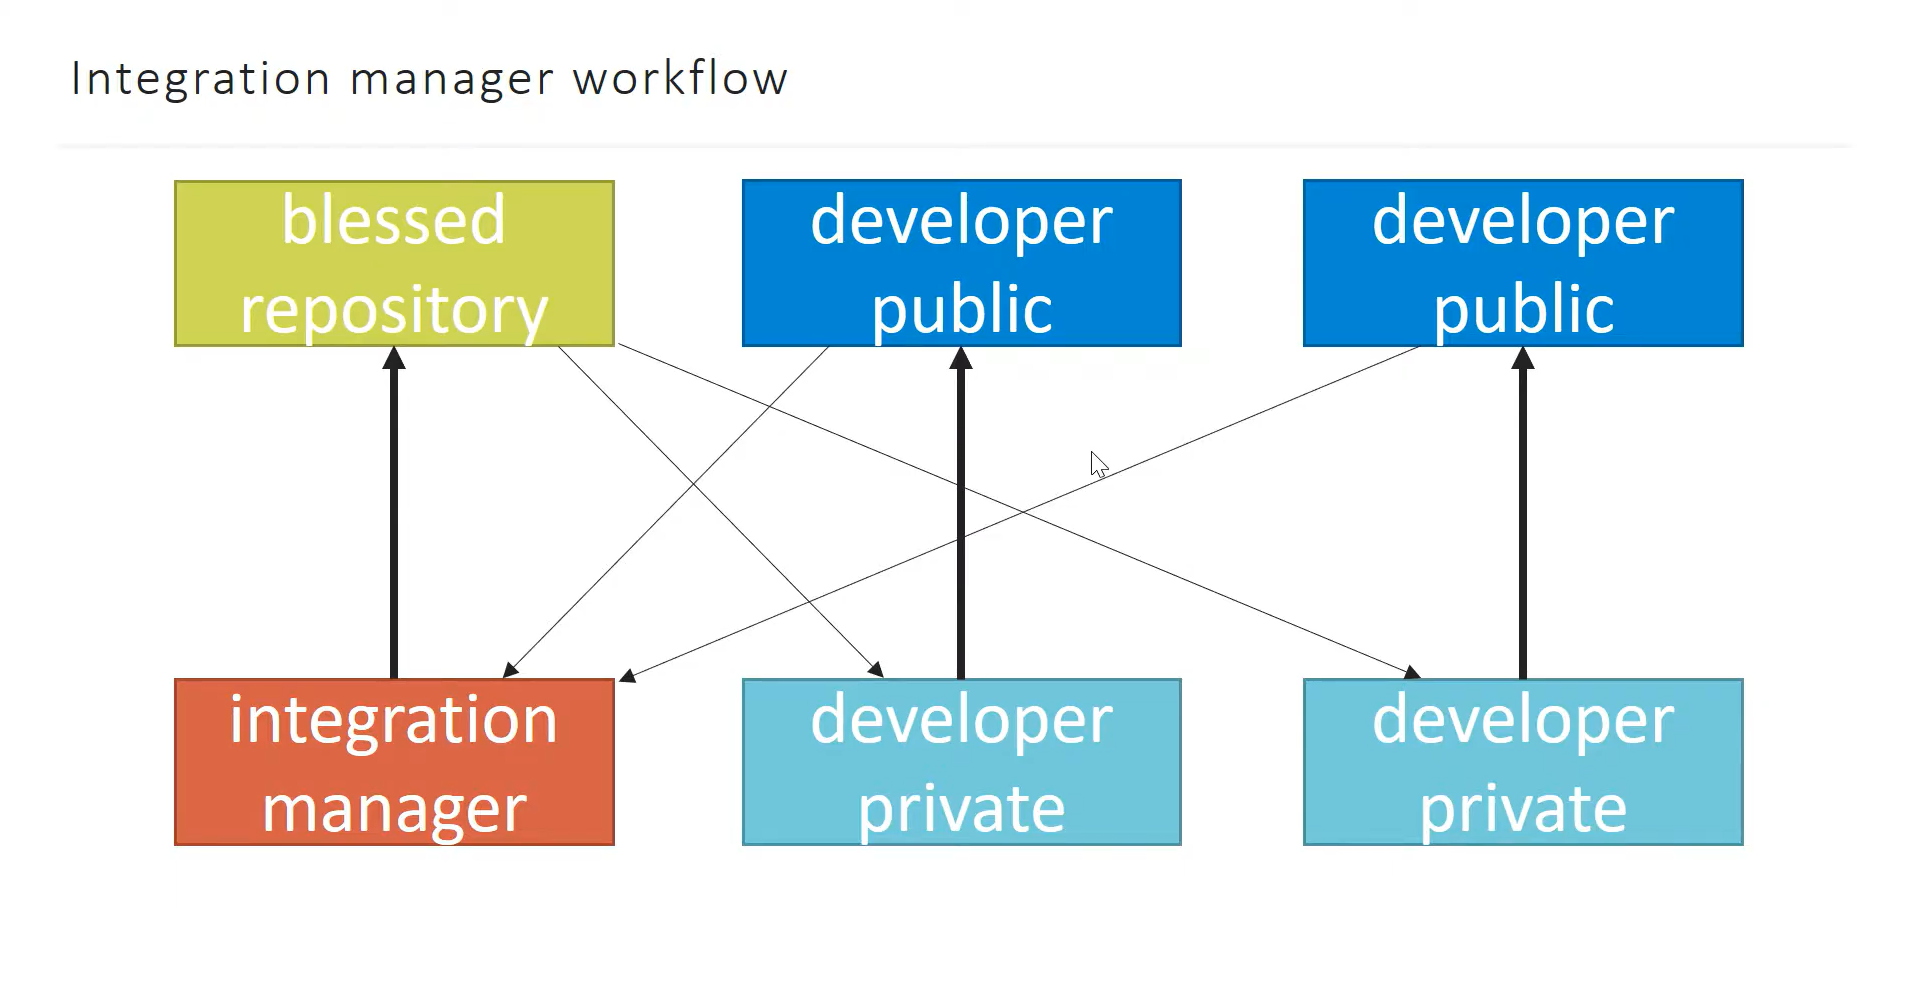 Integration manager workflow
blessed
repository
developer
public
developer
public
integration
manager
developer
private
developer
private